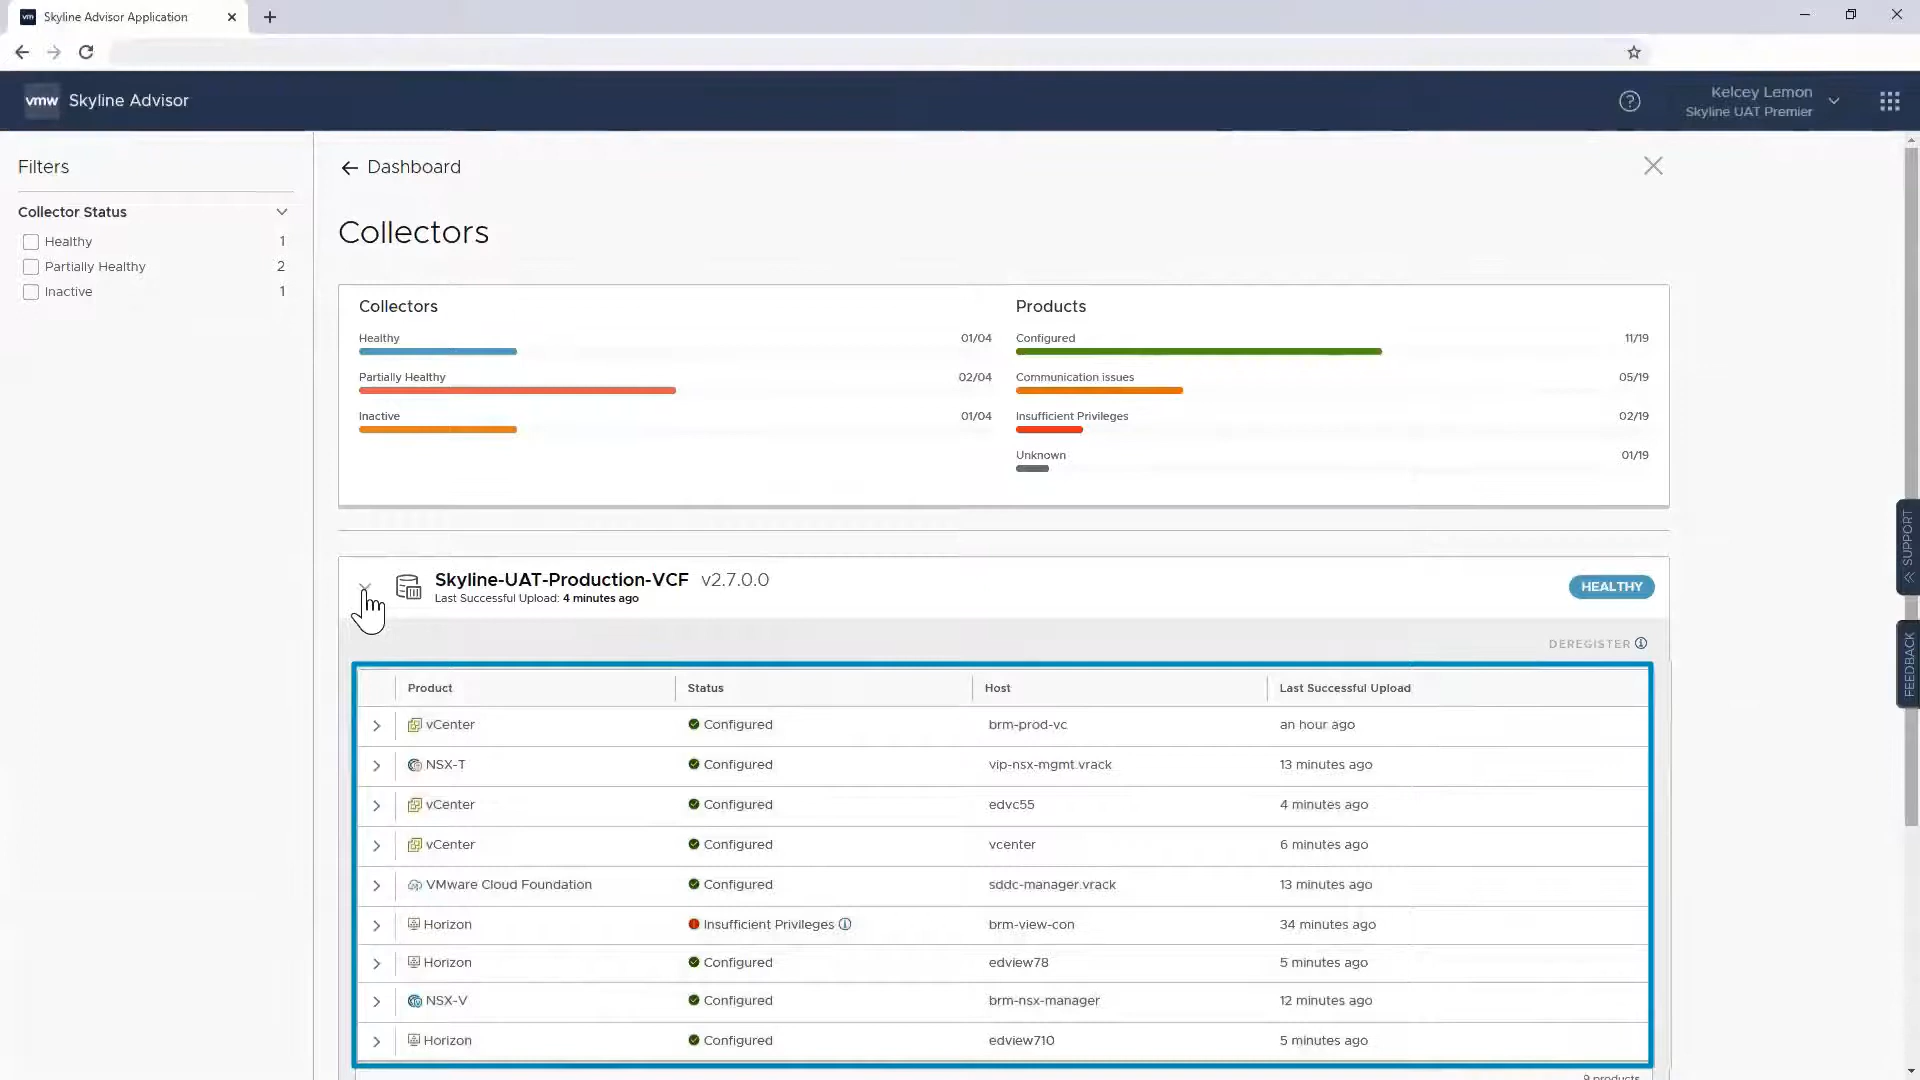 Skyline Advisor Application
vmw Skyline Advisor
Kelcey Lemon
Skyline UAT Premier
Filters
Collector Status
Healthy 1
Partially Healthy 2
Inactive 1
Dashboard
Collectors
Collectors
Healthy 01/04
Partially Healthy 02/04
Inactive 01/04
Products
Configured 11/19
Communication issues 05/19
Insufficient Privileges 02/19
Unknown 01/19
SUPPORT
FEEDBACK
Skyline-UAT-Production-VCF v2.7.0.0
Last Successful Upload: 4 minutes ago
HEALTHY
DEREGISTER
Product Status Host Last Successful Upload
vCenter Configured brm-prod-vc an hour ago
NSX-T Configured vip-nsx-mgmt.vrack 13 minutes ago
vCenter Configured edvc55 4 minutes ago
vCenter Configured vcenter 6 minutes ago
VMware Cloud Foundation Configured sddc-manager.vrack 13 minutes ago
Horizon Insufficient Privileges brm-view-con 34 minutes ago
Horizon Configured edview78 5 minutes ago
NSX-V Configured brm-nsx-manager 12 minutes ago
Horizon Configured edview710 5 minutes ago
9 products